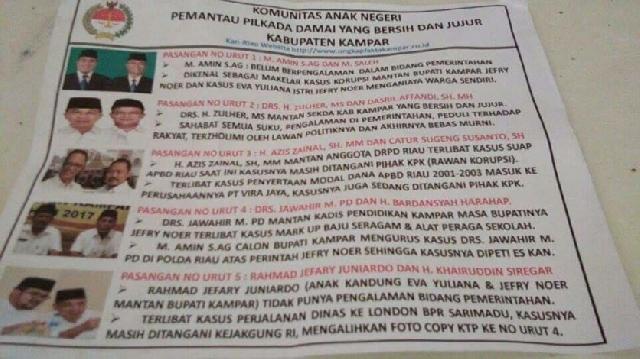 KOMUNITAS ANAK NEGERI
PEMANTAU PILKADA DAMAI YANG BERSIH DAN JUJUR
KABUPATEN KAMPAR
PASANGAN NO URUT 1 : M. AMIN S.AG DAN M. SALEH
➢ M. AMIN S.AG : BELUM BERPENGALAMAN DALAM BIDANG PEMERINTAHAN
➢ DIKENAL SEBAGAI MAKELAR KASUS KORUPSI MANTAN BUPATI KAMPAR JEFRY
NOER DAN KASUS EVA YULIANA ISTRI JEFRY NOER MENGANIAYA WARGA SENDIRI.
PASANGAN NO URUT 2 : DRS. H. ZULHER, MS DAN DASRIL AFFANDI, SH. MH
➢ DRS. H. ZULHER, MS MANTAN SEKDA KAB KAMPAR YANG BERSIH DAN JUJUR.
➢ SAHABAT SEMUA SUKU, PENGALAMAN DI PEMERINTAHAN, PEDULI TERHADAP
RAKYAT, TERZHOLIMI OLEH LAWAN POLITIKNYA DAN AKHIRNYA BEBAS MURNI.
PASANGAN NO URUT 3 : H. AZIS ZAINAL, SH. MM DAN CATUR SUGENG SUSANTO, SH
➢ H. AZIS ZAINAL, SH, MM MANTAN ANGGOTA DRPD RIAU TERLIBAT KASUS SUAP
APBD RIAU SAAT INI KASUSNYA MASIH DITANGANI PIHAK KPK (RAWAN KORUPSI).
➢ TERLIBAT KASUS PENYERTAAN MODAL DANA APBD RIAU 2001-2003 MASUK KE
PERUSAHAANNYA PT VIRA JAYA, KASUSNYA JUGA SEDANG DITANGANI PIHAK KPK.
PASANGAN NO URUT 4 : DRS. JAWAHIR M. PD DAN H. BARDANSYAH HARAHAP.
➢ DRS. JAWAHIR M. PD MANTAN KADIS PENDIDIKAN KAMPAR MASA BUPATINYA
JEFRY NOER TERLIBAT KASUS MARK UP BAJU SERAGAM & ALAT PERAGA SEKOLAH.
➢ M. AMIN S.AG CALON BUPATI KAMPAR MENGURUS KASUS DRS. JAWAHIR M.
PD DI POLDA RIAU ATAS PERINTAH JEFRY NOER SEHINGGA KASUSNYA DIPETI ES KAN.
2017
PASANGAN NO URUT 5 : RAHMAD JEFARY JUNIARDO DAN H. KHAIRUDDIN SIREGAR
➢ RAHMAD JEFARY JUNIARDO (ANAK KANDUNG EVA YULIANA & JEFRY NOER
MANTAN BUPATI KAMPAR) TIDAK PUNYA PENGALAMAN BIDANG PEMERINTAHAN.
➢ TERLIBAT KASUS PERJALANAN DINAS KE LONDON BPR SARIMADU, KASUSNYA
MASIH DITANGANI KEJAKGUNG RI, MENGALIHKAN FOTO COPY KTP KE NO URUT 4.